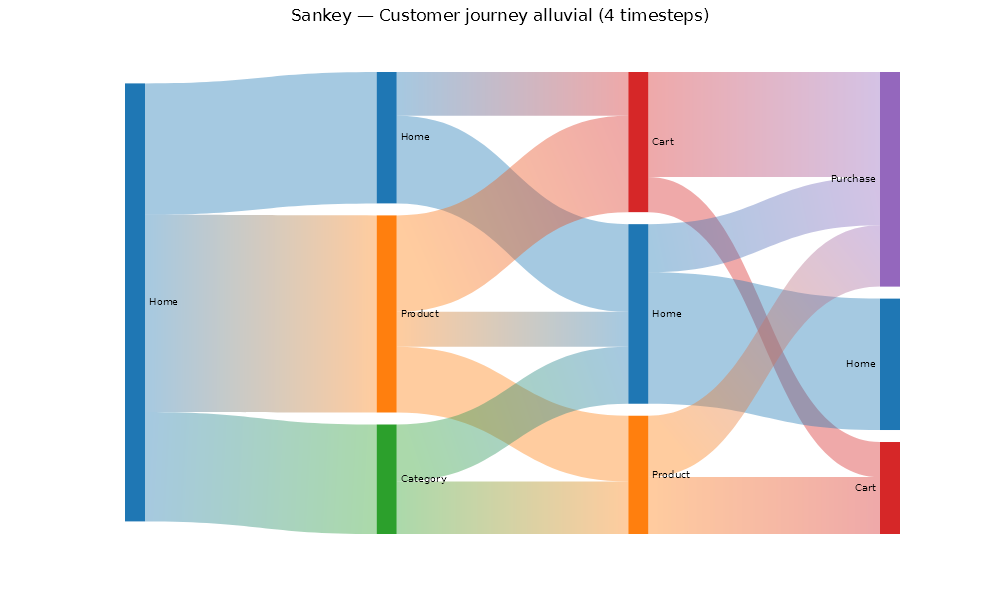 Sankey — Customer journey alluvial (4 timesteps)
Home
Home
Product
Category
Cart
Home
Product
Purchase
Home
Cart